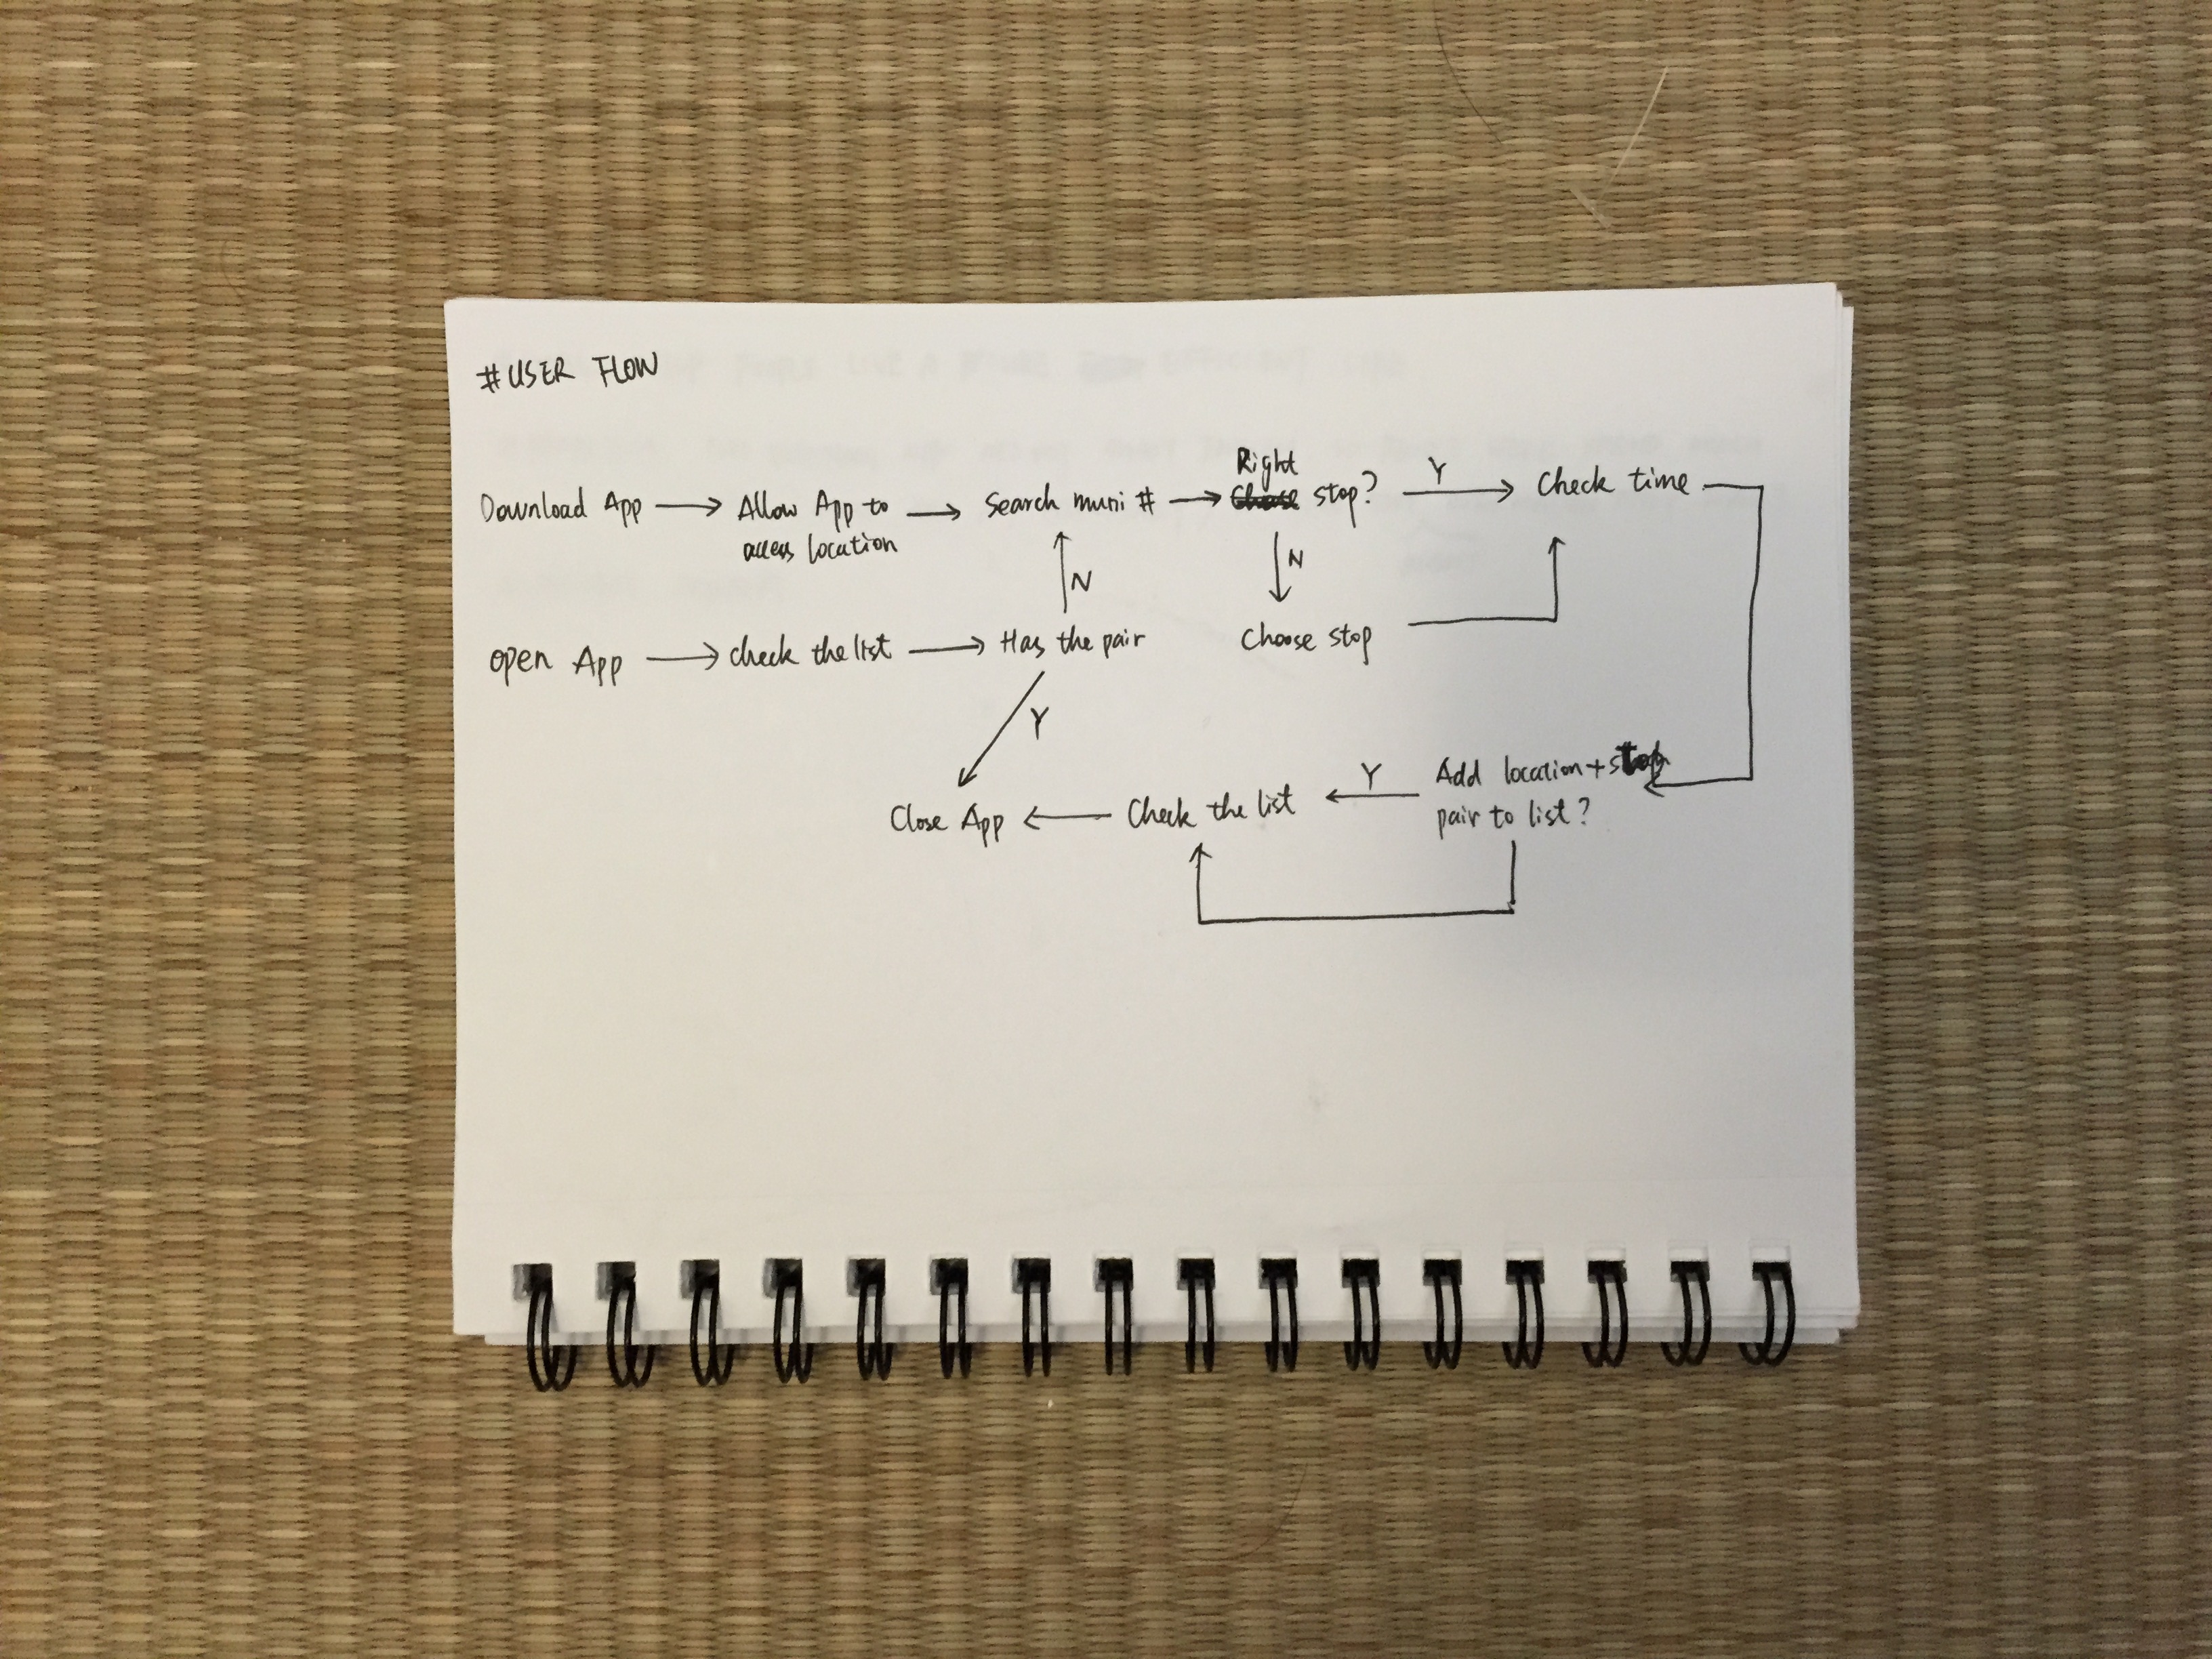 #USER FLOW
Download App
Allow App to
access location
Search muni #
Right
stop?
Y
Check time
N
N
open App
check the list
Has the pair
Choose stop
Y
Close App
Check the list
Y
Add location + stop
pair to list?